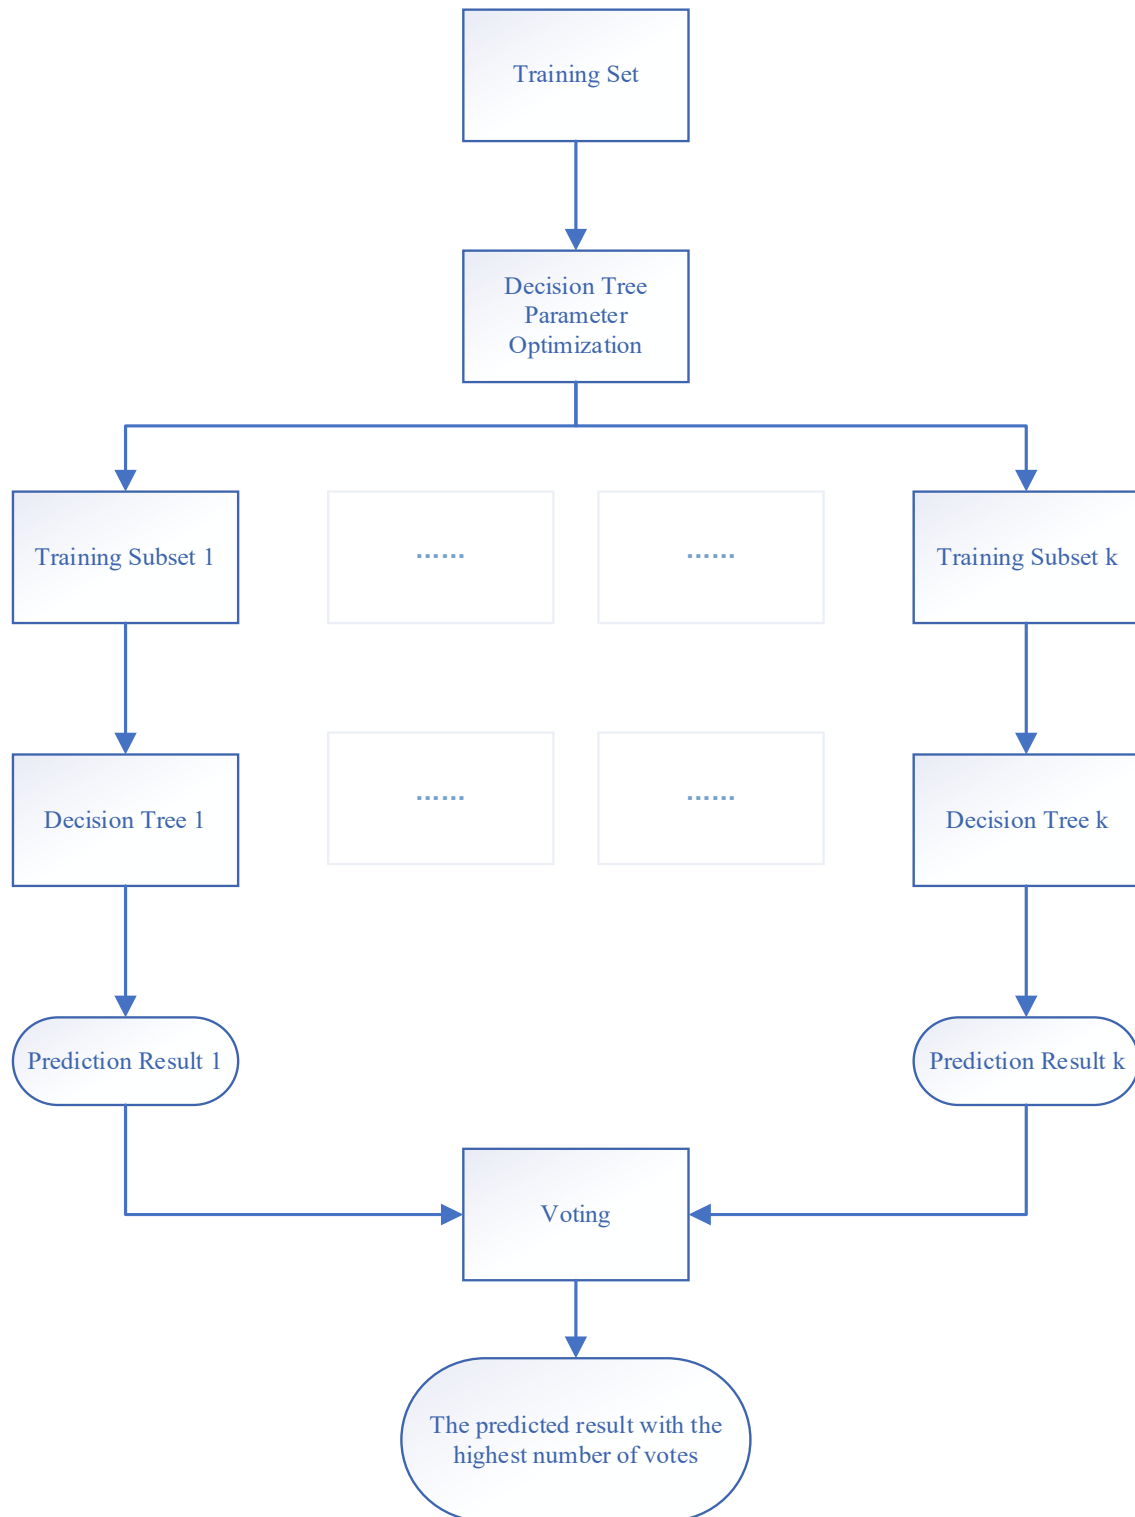 Training Set
Decision Tree
Parameter
Optimization
Training Subset 1
......
......
Training Subset k
Decision Tree 1
......
......
Decision Tree k
Prediction Result 1
Prediction Result k
Voting
The predicted result with the
highest number of votes